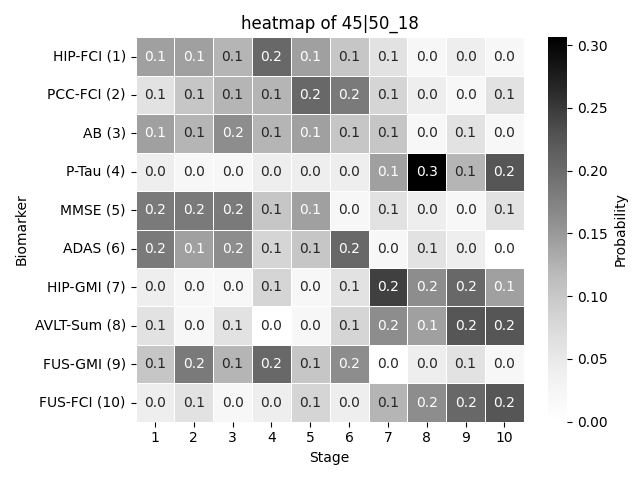 heatmap of 45|50_18
HIP-FCI (1) 0.1 0.1 0.1 0.2 0.1 0.1 0.1 0.0 0.0 0.0
PCC-FCI (2) 0.1 0.1 0.1 0.1 0.2 0.2 0.1 0.0 0.0 0.1
AB (3) 0.1 0.1 0.2 0.1 0.1 0.1 0.1 0.0 0.1 0.0
P-Tau (4) 0.0 0.0 0.0 0.0 0.0 0.0 0.1 0.3 0.1 0.2
MMSE (5) 0.2 0.2 0.2 0.1 0.1 0.0 0.1 0.0 0.0 0.1
ADAS (6) 0.2 0.1 0.2 0.1 0.1 0.2 0.0 0.1 0.0 0.0
HIP-GMI (7) 0.0 0.0 0.0 0.1 0.0 0.1 0.2 0.2 0.2 0.1
AVLT-Sum (8) 0.1 0.0 0.1 0.0 0.0 0.1 0.2 0.1 0.2 0.2
FUS-GMI (9) 0.1 0.2 0.1 0.2 0.1 0.2 0.0 0.0 0.1 0.0
FUS-FCI (10) 0.0 0.1 0.0 0.0 0.1 0.0 0.1 0.2 0.2 0.2
1 2 3 4 5 6 7 8 9 10
Stage
Biomarker
0.30
0.25
0.20
0.15
0.10
0.05
0.00
Probability